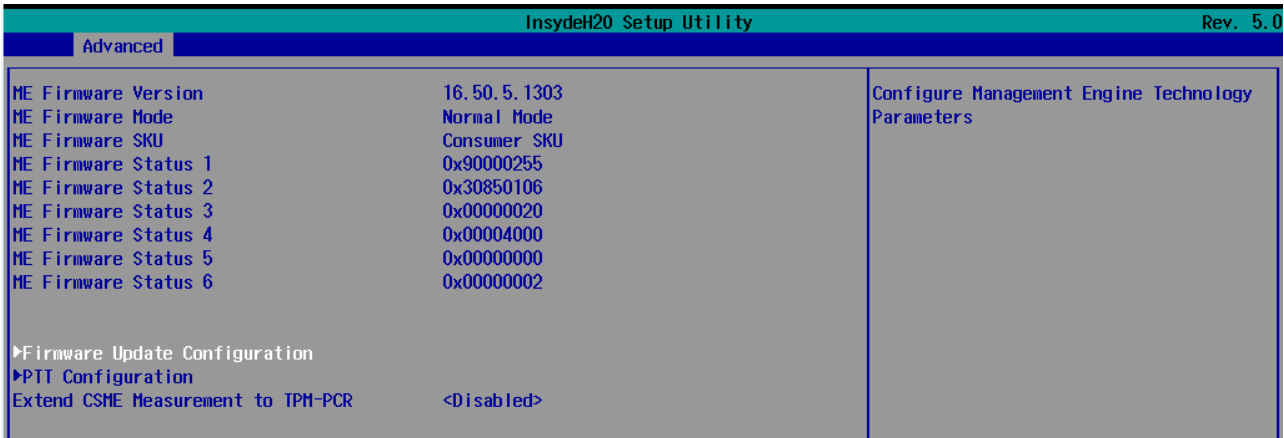 InsydeH20 Setup Utility Rev. 5.0
Advanced
ME Firmware Version 16.50.5.1303
ME Firmware Mode Normal Mode
ME Firmware SKU Consumer SKU
ME Firmware Status 1 0x90000255
ME Firmware Status 2 0x30850106
ME Firmware Status 3 0x00000020
ME Firmware Status 4 0x00004000
ME Firmware Status 5 0x00000000
ME Firmware Status 6 0x00000002
▶Firmware Update Configuration
▶PTT Configuration
Extend CSME Measurement to TPM-PCR <Disabled>
Configure Management Engine Technology
Parameters